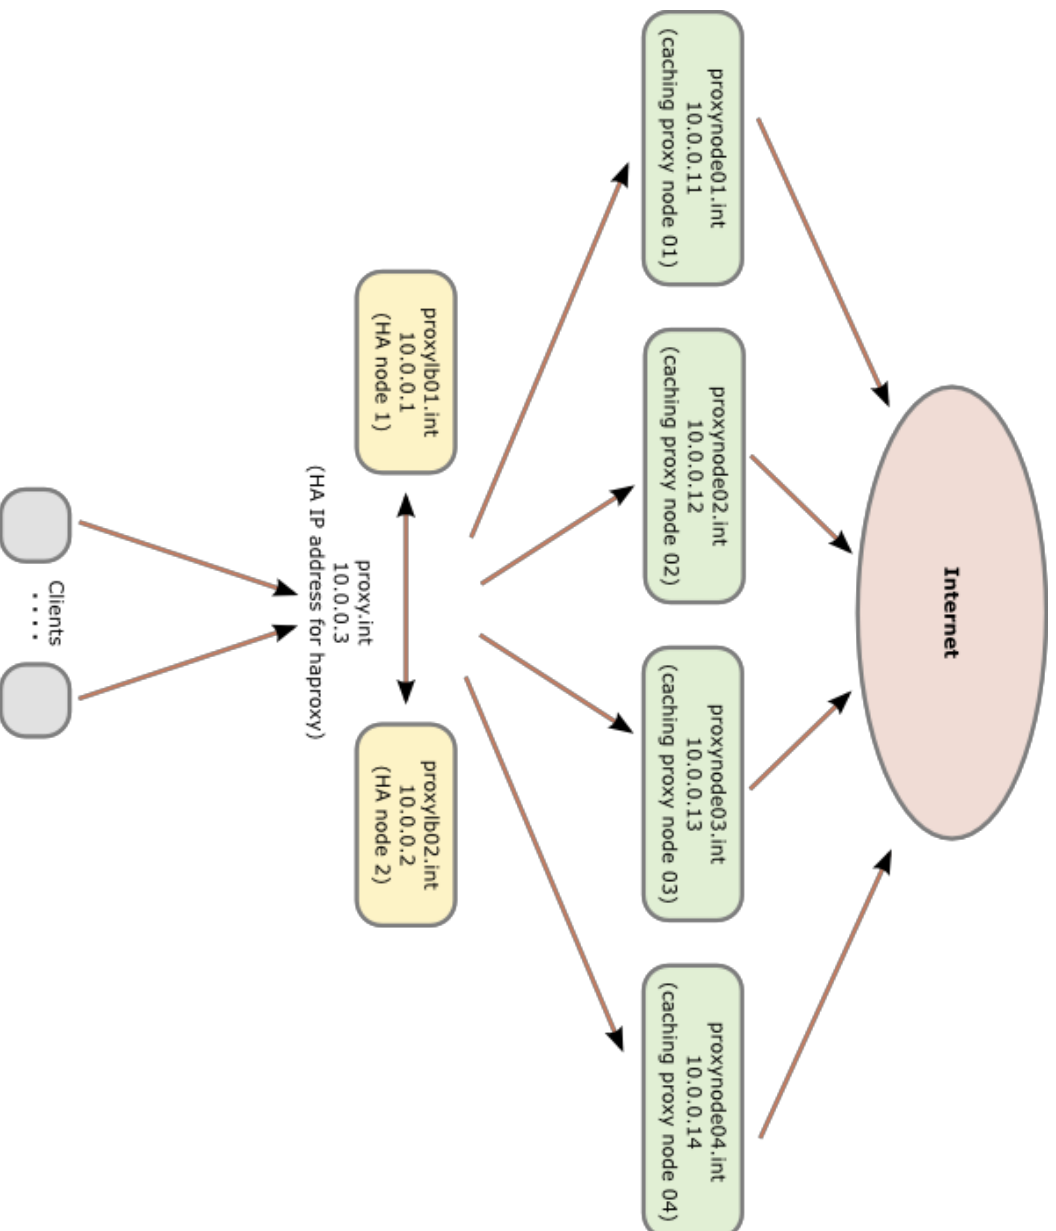 Internet
proxynode01.int
10.0.0.11
(caching proxy node 01)
proxynode02.int
10.0.0.12
(caching proxy node 02)
proxynode03.int
10.0.0.13
(caching proxy node 03)
proxynode04.int
10.0.0.14
(caching proxy node 04)
proxylb01.int
10.0.0.1
(HA node 1)
proxylb02.int
10.0.0.2
(HA node 2)
proxy.int
10.0.0.3
(HA IP address for haproxy)
Clients
....